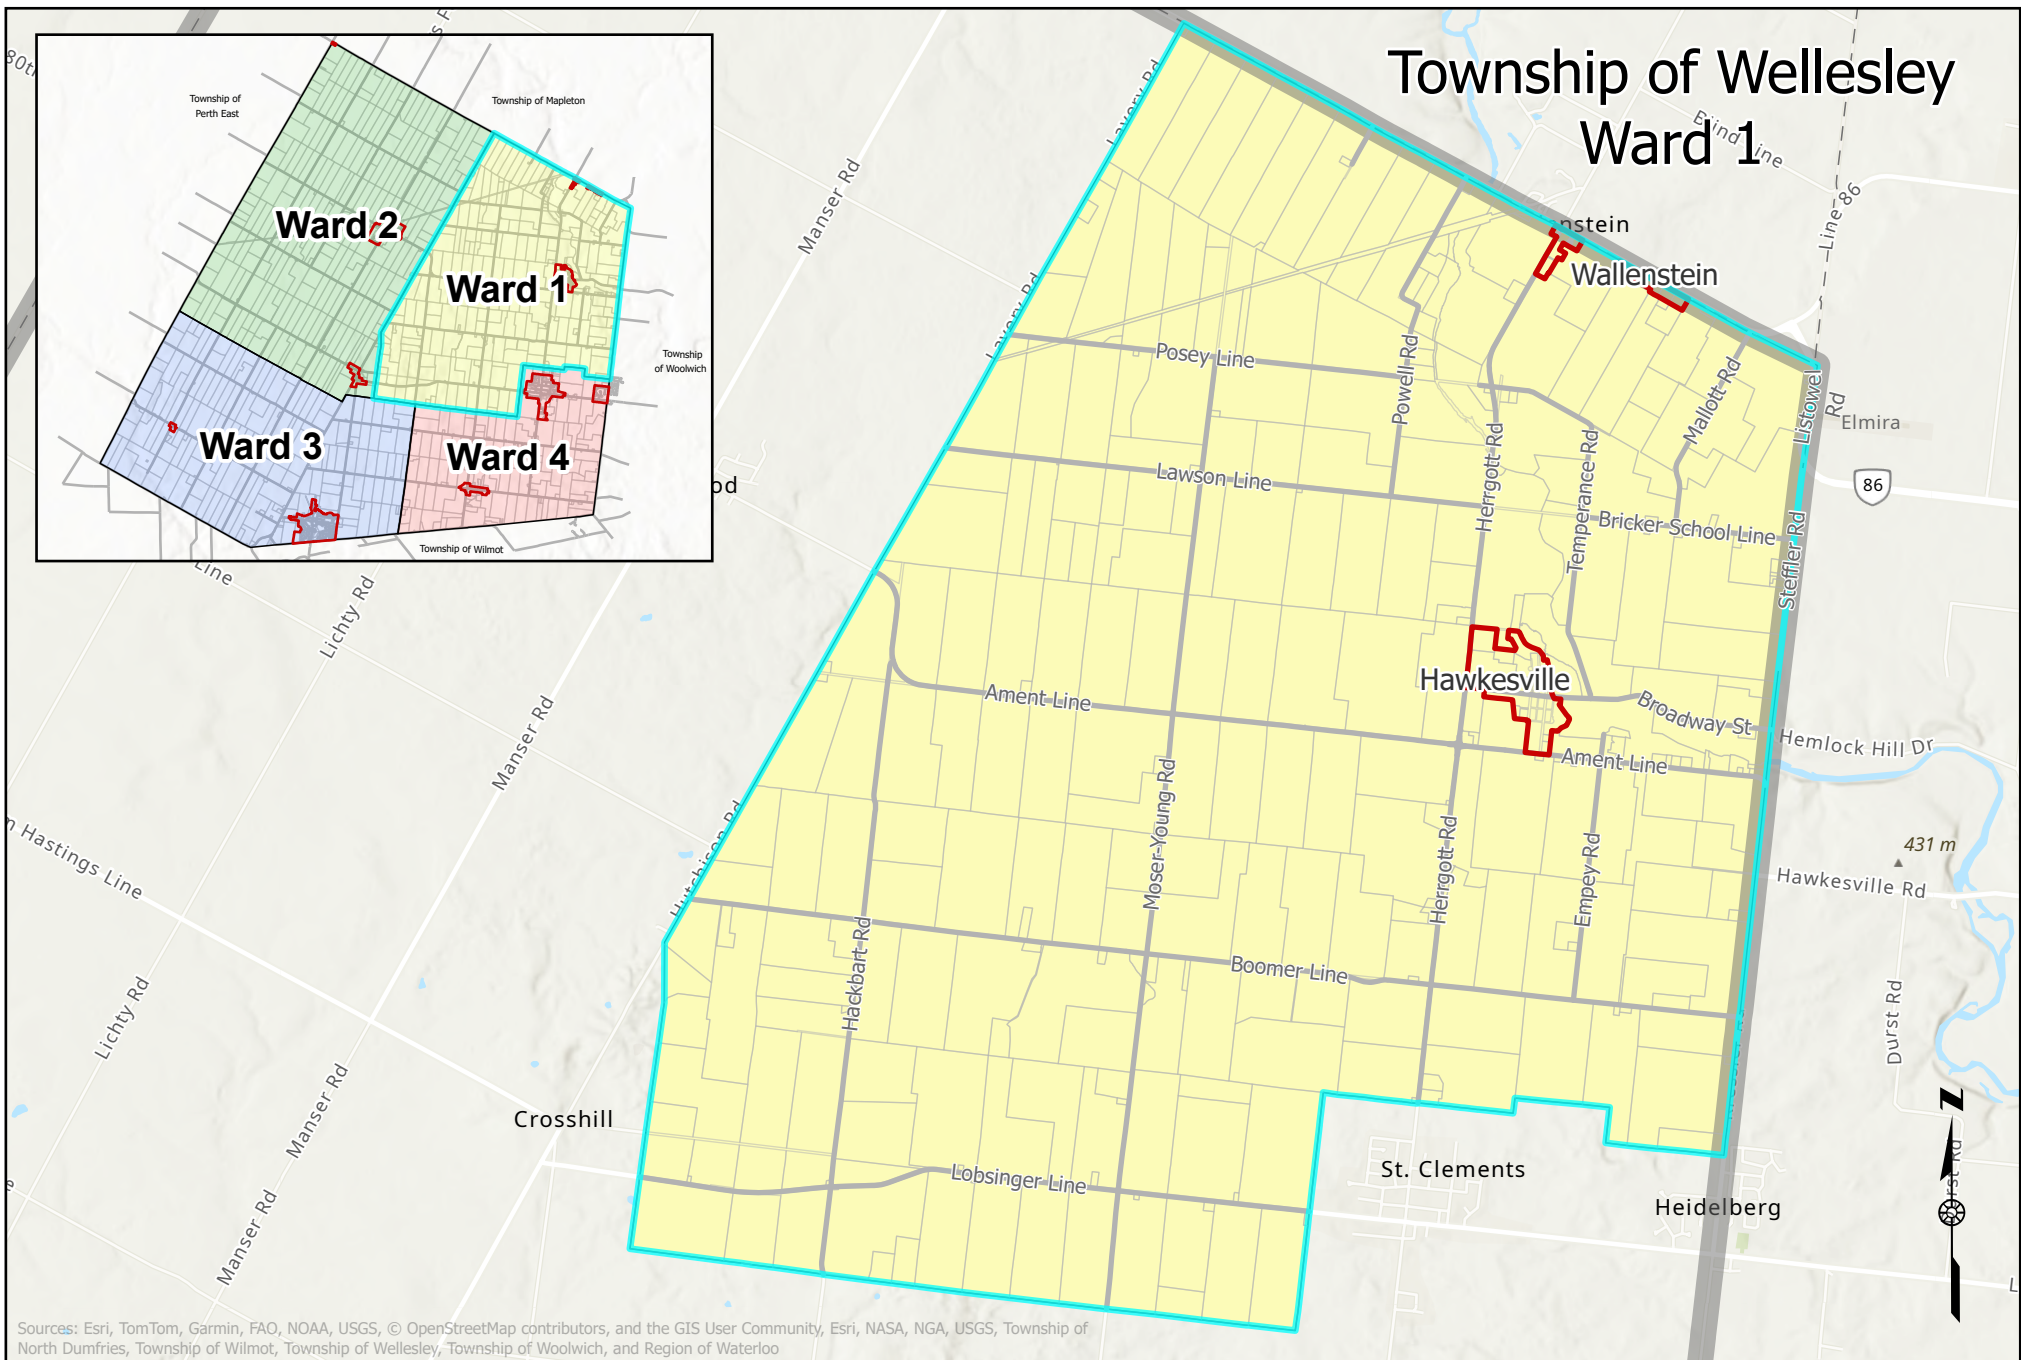 Township of Wellesley
Ward 1
Township of
Perth East
Township of Mapleton
Township
of Woolwich
Township of Wilmot
Ward 2
Ward 1
Ward 3
Ward 4
Lavery Rd
Manser Rd
Blind Line
Line 86
Wallenstein
Lavery Rd
Posey Line
Powell Rd
Mallott Rd
Listowel Rd
Elmira
86
Lawson Line
Herrgott Rd
Temperance Rd
Bricker School Line
Steffler Rd
Line
Lichty Rd
Manser Rd
Hawkesville
Ament Line
Broadway St
Hemlock Hill Dr
Ament Line
Moser-Young Rd
Hutchison Rd
Herrgott Rd
Empey Rd
431 m
Hawkesville Rd
Hastings Line
Hackbart Rd
Boomer Line
Lichty Rd
Durst Rd
Manser Rd
Crosshill
Lobsinger Line
St. Clements
Heidelberg
Manser Rd
Sources: Esri, TomTom, Garmin, FAO, NOAA, USGS, © OpenStreetMap contributors, and the GIS User Community, Esri, NASA, NGA, USGS, Township of
North Dumfries, Township of Wilmot, Township of Wellesley, Township of Woolwich, and Region of Waterloo